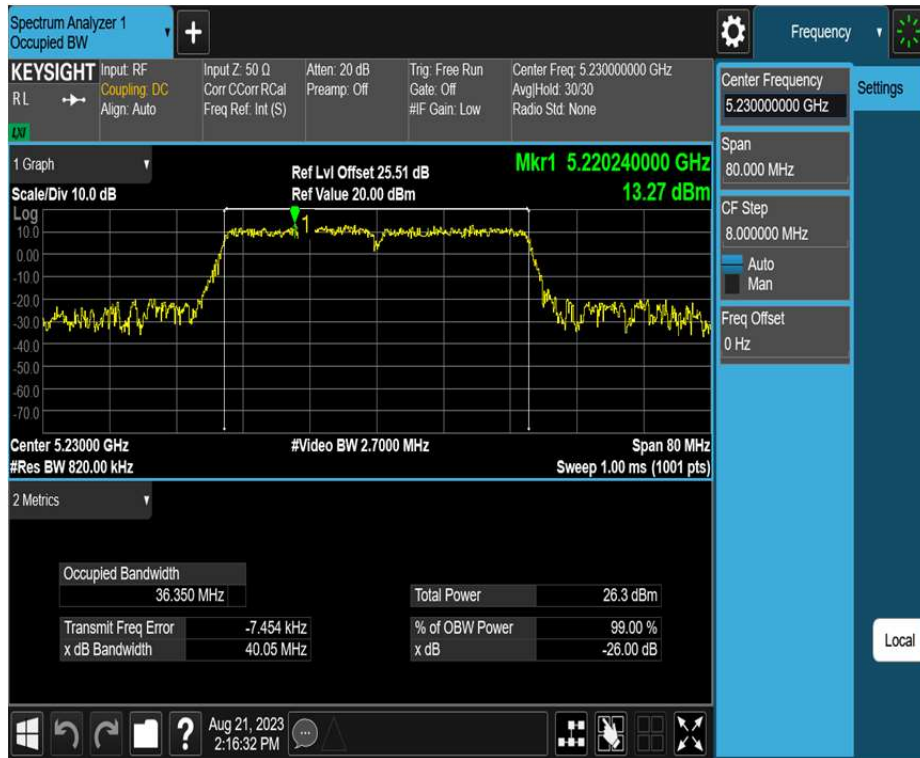 Spectrum Analyzer 1
Occupied BW
+
Frequency
KEYSIGHT
RL
LXI
Input: RF
Coupling: DC
Align: Auto
Input Z: 50 Ω
Corr CCorr RCal
Freq Ref: Int (S)
Atten: 20 dB
Preamp: Off
Trig: Free Run
Gate: Off
#IF Gain: Low
Center Freq: 5.230000000 GHz
Avg|Hold: 30/30
Radio Std: None
Center Frequency
5.230000000 GHz
Settings
Span
80.000 MHz
CF Step
8.000000 MHz
Auto
Man
Freq Offset
0 Hz
Local
1 Graph
Scale/Div 10.0 dB
Ref Lvl Offset 25.51 dB
Ref Value 20.00 dBm
Mkr1 5.220240000 GHz
13.27 dBm
Log
10.0
0.00
-10.0
-20.0
-30.0
-40.0
-50.0
-60.0
-70.0
1
Center 5.23000 GHz
#Video BW 2.7000 MHz
Span 80 MHz
#Res BW 820.00 kHz
Sweep 1.00 ms (1001 pts)
2 Metrics
Occupied Bandwidth
36.350 MHz
Total Power 26.3 dBm
Transmit Freq Error -7.454 kHz
% of OBW Power 99.00 %
x dB Bandwidth 40.05 MHz
x dB -26.00 dB
?
Aug 21, 2023
2:16:32 PM